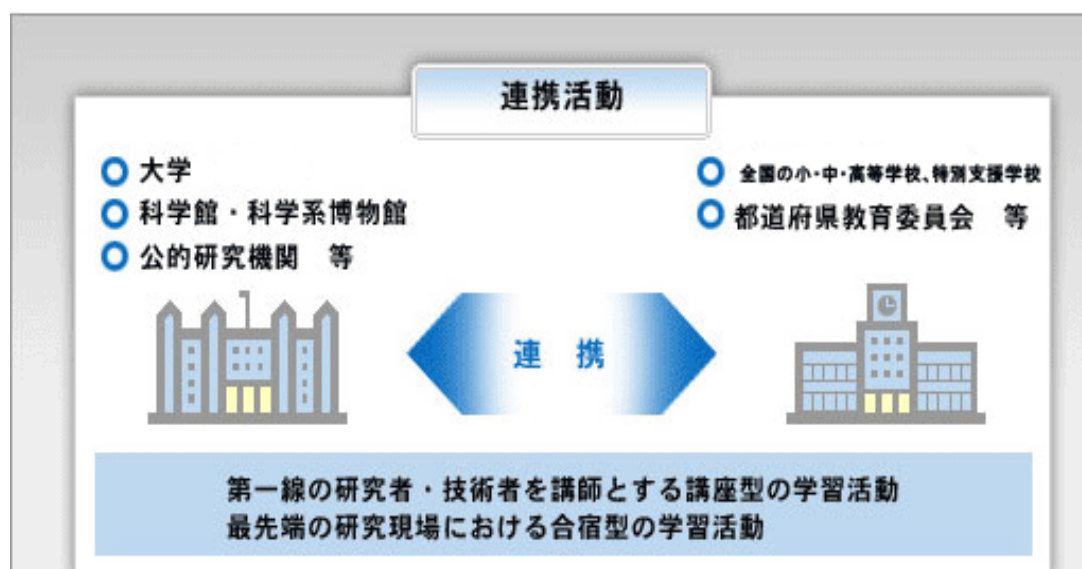 連携活動
大学
科学館・科学系博物館
公的研究機関　等
全国の小・中・高等学校、特別支援学校
都道府県教育委員会　等
連　携
第一線の研究者・技術者を講師とする講座型の学習活動
最先端の研究現場における合宿型の学習活動